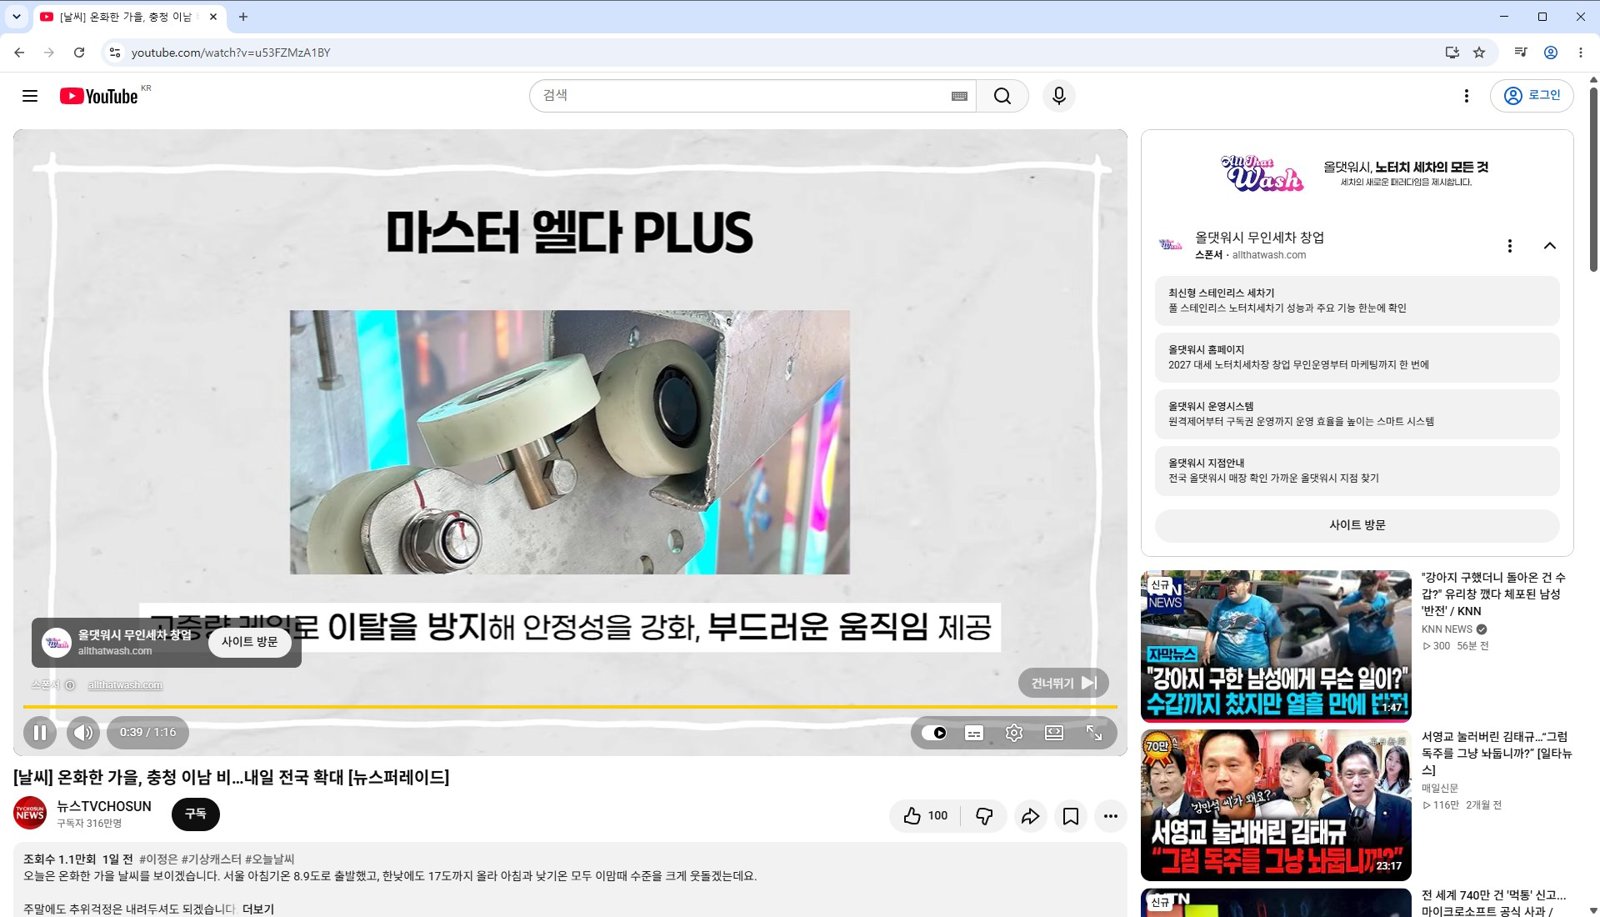 [날씨] 온화한 가을, 충청 이남
youtube.com/watch?v=u53FZMzA1BY
YouTube KR
검색
로그인
마스터 엘다 PLUS
이탈을 방지해 안정성을 강화, 부드러운 움직임 제공
올댓워시 무인세차 창업
allthatwash.com
사이트 방문
스폰서
allthatwash.com
건너뛰기
0:39 / 1:16
[날씨] 온화한 가을, 충청 이남 비…내일 전국 확대 [뉴스퍼레이드]
TVCHOSUN
NEWS
뉴스TVCHOSUN
구독자 316만명
구독
100
조회수 1.1만회 1일 전 #이정은 #기상캐스터 #오늘날씨
오늘은 온화한 가을 날씨를 보이겠습니다. 서울 아침기온 8.9도로 출발했고, 한낮에도 17도까지 올라 아침과 낮기온 모두 이맘때 수준을 크게 웃돌겠는데요.
주말에도 추위걱정은 내려두셔도 되겠습니다 더보기
All That
Wash
올댓워시, 노터치 세차의 모든 것
세차의 새로운 패러다임을 제시합니다.
올댓워시 무인세차 창업
스폰서 · allthatwash.com
최신형 스테인리스 세차기
풀 스테인리스 노터치세차기 성능과 주요 기능 한눈에 확인
올댓워시 홈페이지
2027 대세 노터치세차장 창업 무인운영부터 마케팅까지 한 번에
올댓워시 운영시스템
원격제어부터 구독권 운영까지 운영 효율을 높이는 스마트 시스템
올댓워시 지점안내
전국 올댓워시 매장 확인 가까운 올댓워시 지점 찾기
사이트 방문
신규
NEWS
자막뉴스
"강아지 구한 남성에게 무슨 일이?"
수갑까지 찼지만 열흘 만에 반전!
1:47
"강아지 구했더니 돌아온 건 수
갑?" 유리창 깼다 체포된 남성
'반전' / KNN
KNN NEWS
300 56분 전
70만
김민석 씨가 왜요?
서영교 눌러버린 김태규
"그럼 독주를 그냥 놔둡니까?"
23:17
서영교 눌러버린 김태규…"그럼
독주를 그냥 놔둡니까?" [일타뉴
스]
매일신문
116만 2개월 전
신규
전 세계 740만 건 '먹통' 신고…
마이크로소프트 공식 사과 /